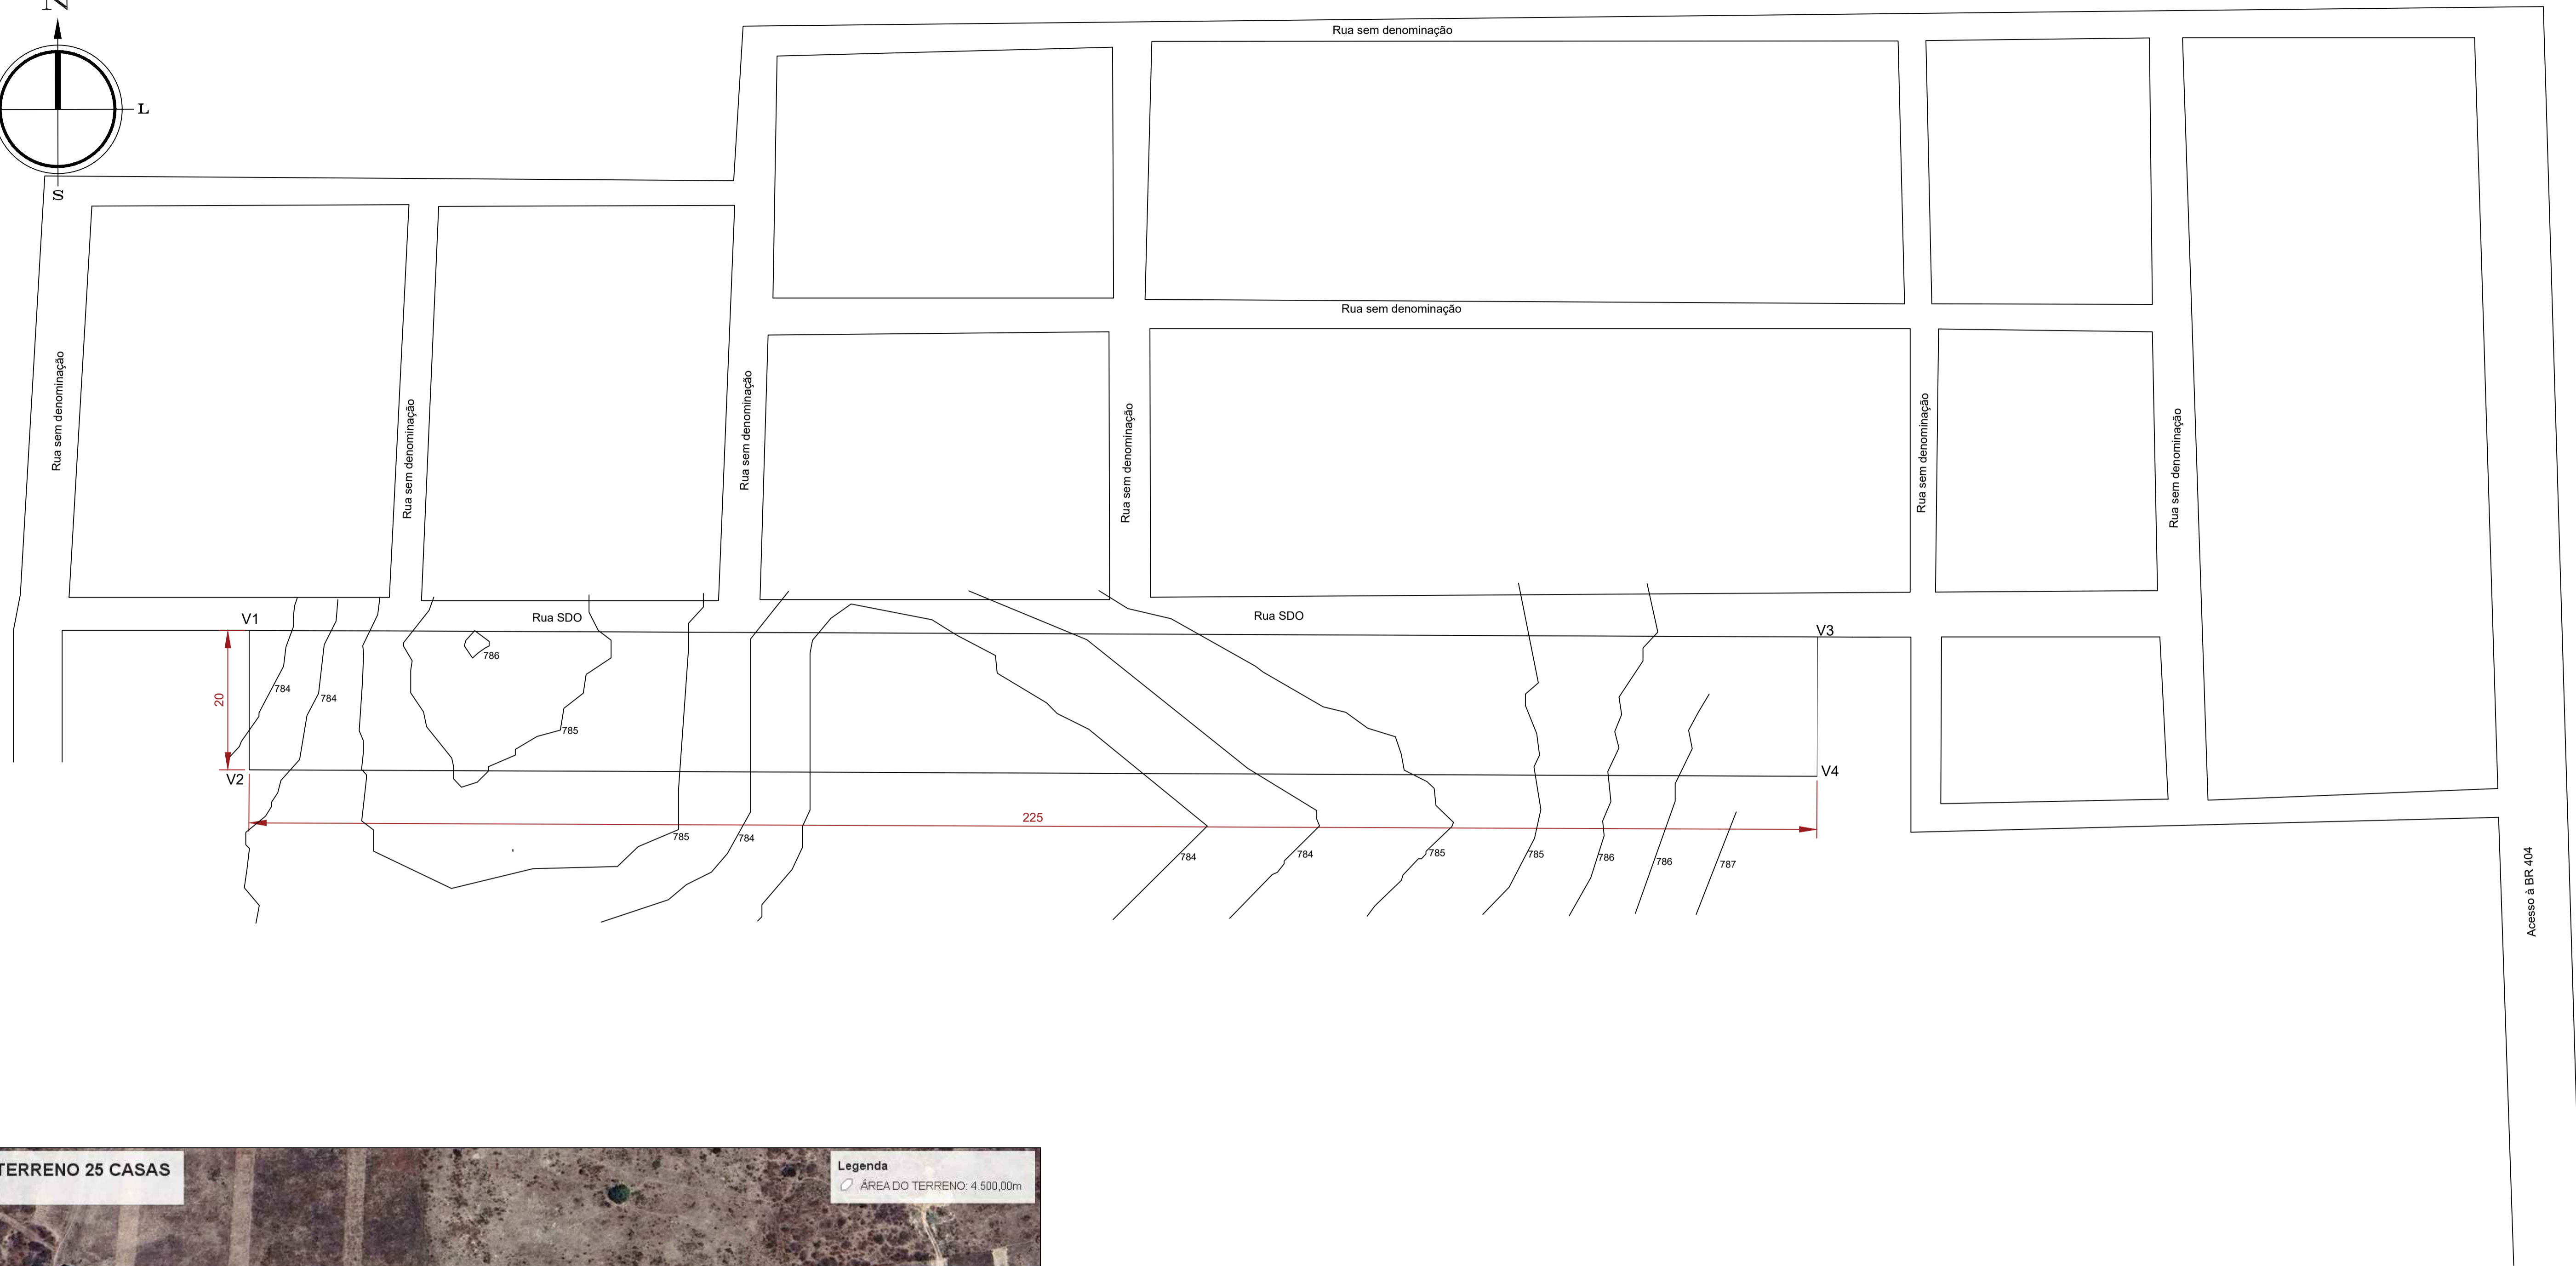 N
L
S
Rua sem denominação
Rua sem denominação
Rua sem denominação
Rua sem denominação
Rua sem denominação
Rua sem denominação
Rua sem denominação
Rua sem denominação
Rua SDO
Rua SDO
V1
V3
786
784
784
20
785
V2
V4
225
785
784
784
784
785
785
786
786
787
Acesso à BR 404
TERRENO 25 CASAS
Legenda
ÁREA DO TERRENO: 4.500,00m